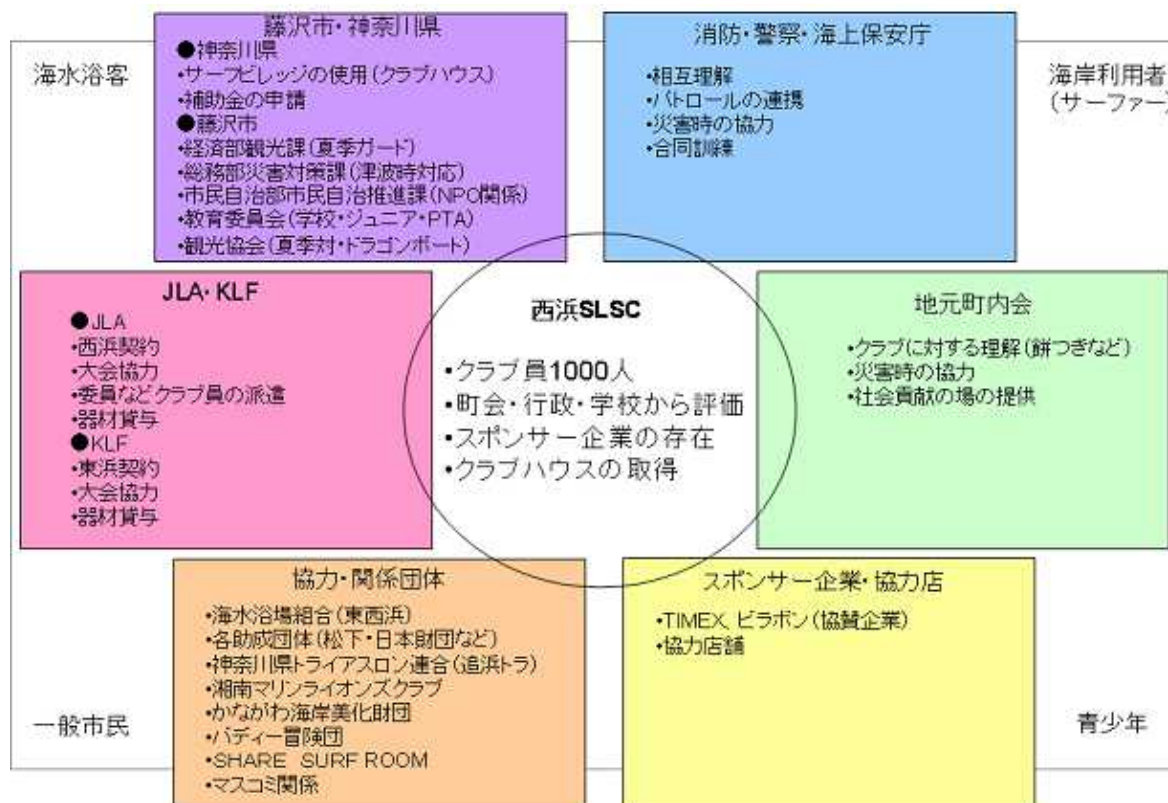 藤沢市・神奈川県
●神奈川県
・サーフビレッジの使用(クラブハウス)
・補助金の申請
●藤沢市
・経済部観光課(夏季ガード)
・総務部災害対策課(津波時対応)
・市民自治部市民自治推進課(NPO関係)
・教育委員会(学校・ジュニア・PTA)
・観光協会(夏季対・ドラゴンボート)
消防・警察・海上保安庁
・相互理解
・パトロールの連携
・災害時の協力
・合同訓練
海水浴客
海岸利用者
(サーファー)
JLA・KLF
●JLA
・西浜契約
・大会協力
・委員などクラブ員の派遣
・器材貸与
●KLF
・東浜契約
・大会協力
・器材貸与
西浜SLSC
・クラブ員1000人
・町会・行政・学校から評価
・スポンサー企業の存在
・クラブハウスの取得
地元町内会
・クラブに対する理解(餅つきなど)
・災害時の協力
・社会貢献の場の提供
協力・関係団体
・海水浴場組合(東西浜)
・各助成団体(松下・日本財団など)
・神奈川県トライアスロン連合(追浜トラ)
・湘南マリンライオンズクラブ
・かながわ海岸美化財団
・バディー冒険団
・SHARE SURF ROOM
・マスコミ関係
スポンサー企業・協力店
・TIMEX、ビラボン(協賛企業)
・協力店舗
一般市民
青少年